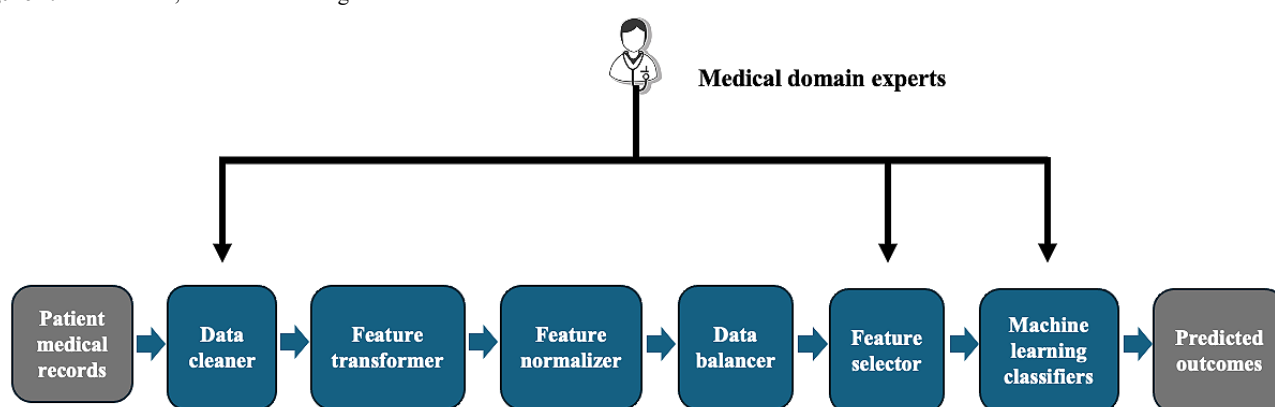 Medical domain experts
Patient
medical
records
Data
cleaner
Feature
transformer
Feature
normalizer
Data
balancer
Feature
selector
Machine
learning
classifiers
Predicted
outcomes